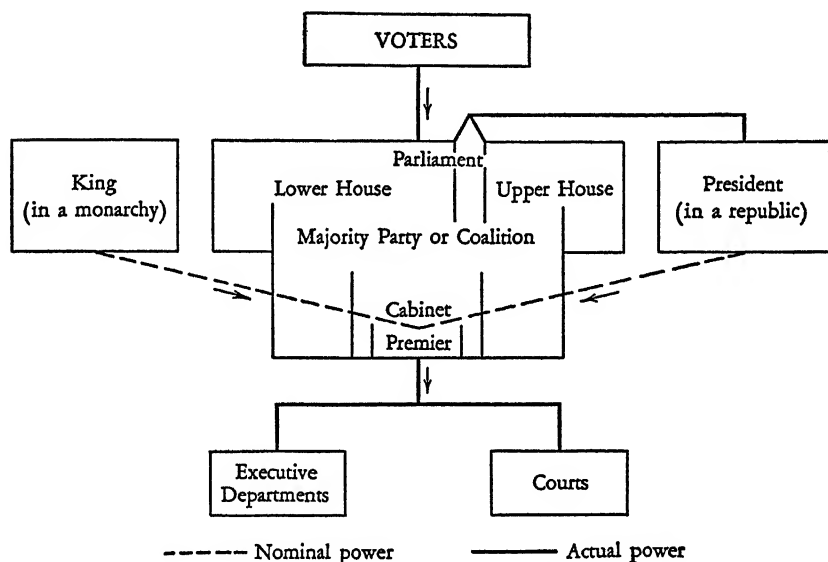 VOTERS
Parliament
King
(in a monarchy)
Lower House
Upper House
President
(in a republic)
Majority Party or Coalition
Cabinet
Premier
Executive
Departments
Courts
Nominal power
Actual power